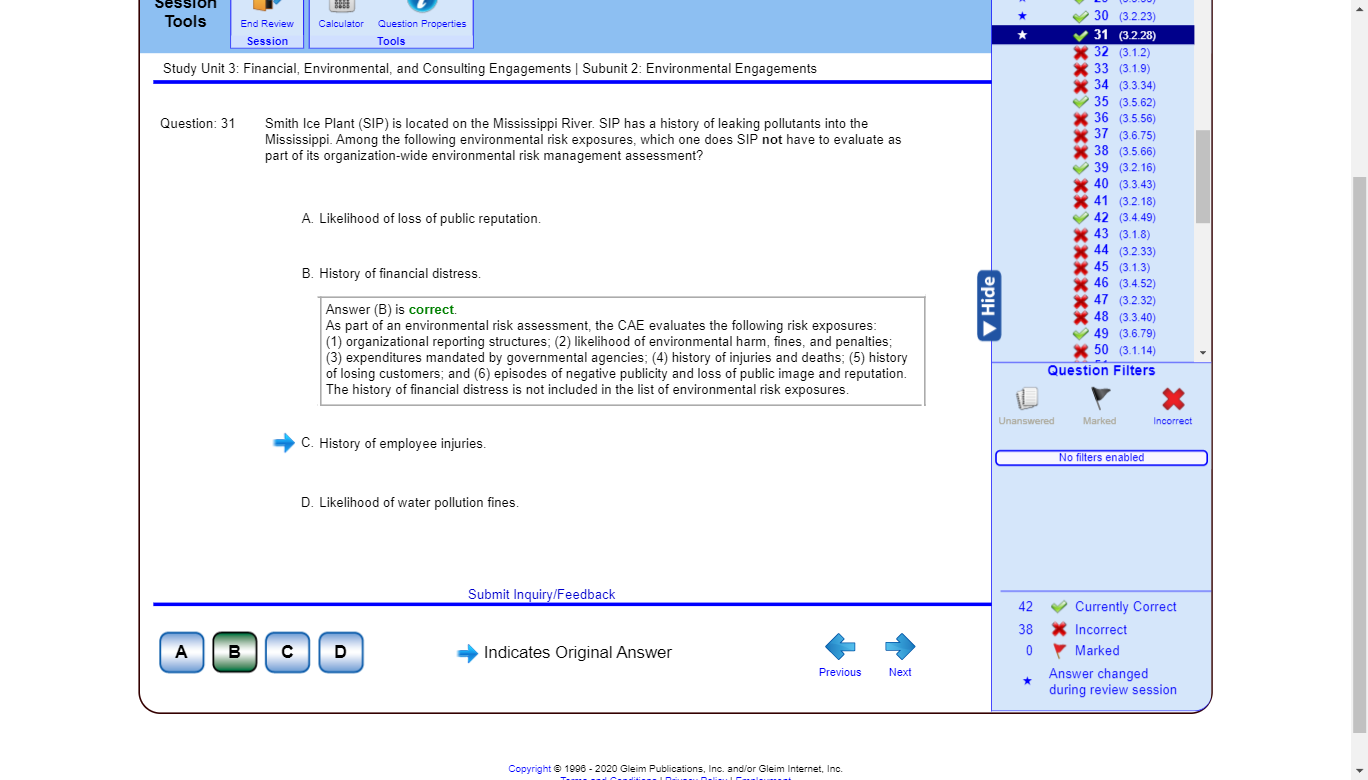 Session
Tools
End Review
Session
Calculator
Question Properties
Tools
Study Unit 3: Financial, Environmental, and Consulting Engagements | Subunit 2: Environmental Engagements
Question: 31
Smith Ice Plant (SIP) is located on the Mississippi River. SIP has a history of leaking pollutants into the
Mississippi. Among the following environmental risk exposures, which one does SIP not have to evaluate as
part of its organization-wide environmental risk management assessment?
A. Likelihood of loss of public reputation.
B. History of financial distress.
Answer (B) is correct.
As part of an environmental risk assessment, the CAE evaluates the following risk exposures:
(1) organizational reporting structures; (2) likelihood of environmental harm, fines, and penalties;
(3) expenditures mandated by governmental agencies; (4) history of injuries and deaths; (5) history
of losing customers; and (6) episodes of negative publicity and loss of public image and reputation.
The history of financial distress is not included in the list of environmental risk exposures.
C. History of employee injuries.
D. Likelihood of water pollution fines.
Submit Inquiry/Feedback
A
B
C
D
Indicates Original Answer
Previous
Next
30 (3.2.23)
31 (3.2.28)
32 (3.1.2)
33 (3.1.9)
34 (3.3.34)
35 (3.5.62)
36 (3.5.56)
37 (3.6.75)
38 (3.5.66)
39 (3.2.16)
40 (3.3.43)
41 (3.2.18)
42 (3.4.49)
43 (3.1.8)
44 (3.2.33)
45 (3.1.3)
46 (3.4.52)
47 (3.2.32)
48 (3.3.40)
49 (3.6.79)
50 (3.1.14)
Hide
Question Filters
Unanswered
Marked
Incorrect
No filters enabled
42 Currently Correct
38 Incorrect
0 Marked
Answer changed
during review session
Copyright © 1996 - 2020 Gleim Publications, Inc. and/or Gleim Internet, Inc.
Terms and Conditions | Privacy Policy | Employment